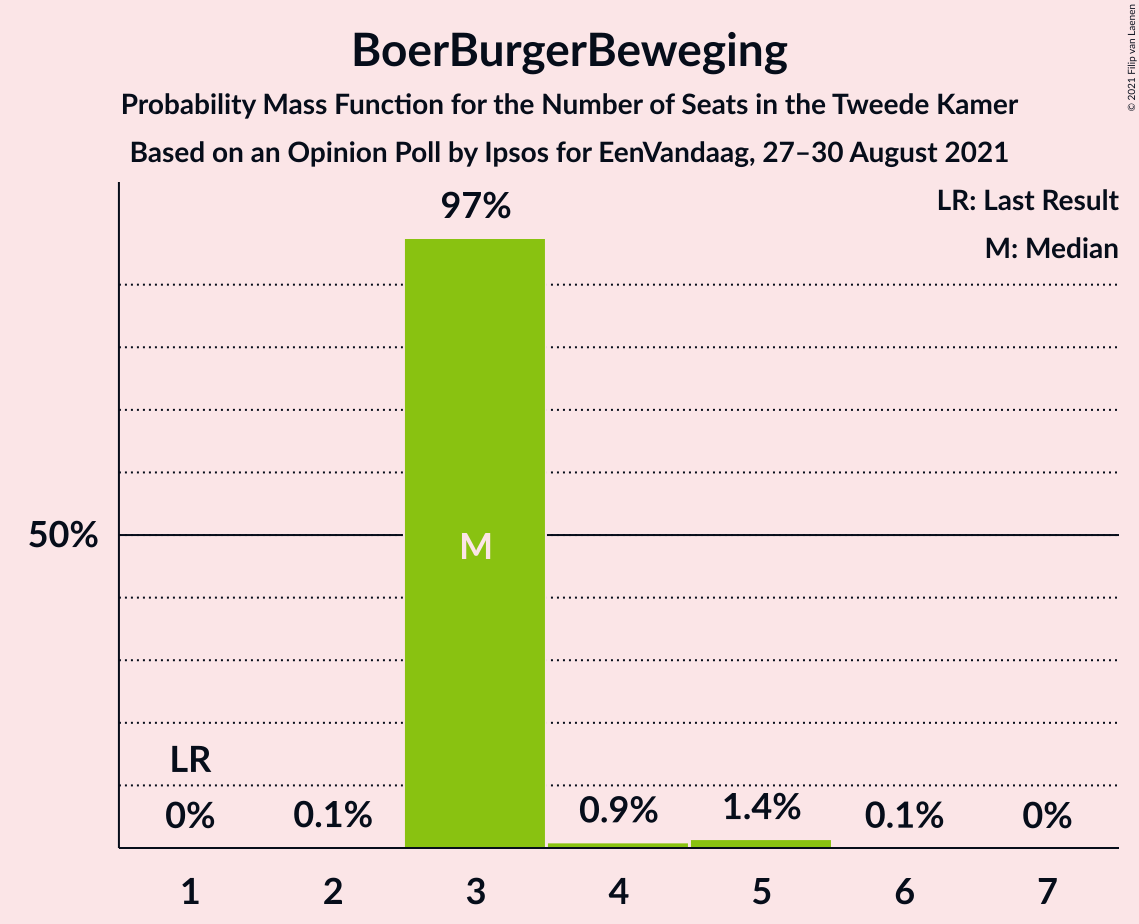 BoerBurgerBeweging
Probability Mass Function for the Number of Seats in the Tweede Kamer
Based on an Opinion Poll by Ipsos for EenVandaag, 27–30 August 2021
© 2021 Filip van Laenen
LR: Last Result
M: Median
97%
50%
M
LR
0%
0.1%
0.9%
1.4%
0.1%
0%
1 2 3 4 5 6 7